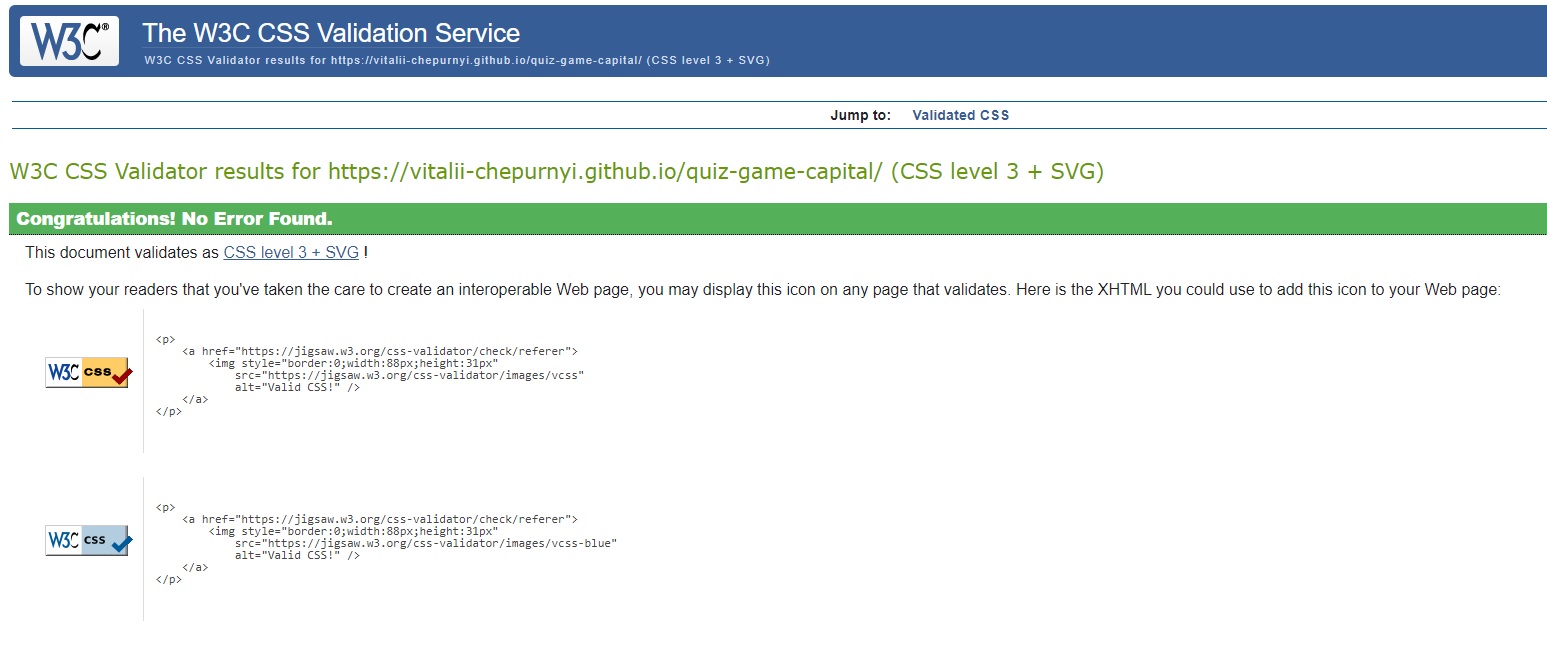 W3C®
The W3C CSS Validation Service
W3C CSS Validator results for https://vitalii-chepurnyi.github.io/quiz-game-capital/ (CSS level 3 + SVG)
Jump to: Validated CSS
W3C CSS Validator results for https://vitalii-chepurnyi.github.io/quiz-game-capital/ (CSS level 3 + SVG)
Congratulations! No Error Found.
This document validates as CSS level 3 + SVG !
To show your readers that you've taken the care to create an interoperable Web page, you may display this icon on any page that validates. Here is the XHTML you could use to add this icon to your Web page:
W3C css
<p>
<a href="https://jigsaw.w3.org/css-validator/check/referer">
<img style="border:0;width:88px;height:31px"
src="https://jigsaw.w3.org/css-validator/images/vcss"
alt="Valid CSS!" />
</a>
</p>
W3C css
<p>
<a href="https://jigsaw.w3.org/css-validator/check/referer">
<img style="border:0;width:88px;height:31px"
src="https://jigsaw.w3.org/css-validator/images/vcss-blue"
alt="Valid CSS!" />
</a>
</p>